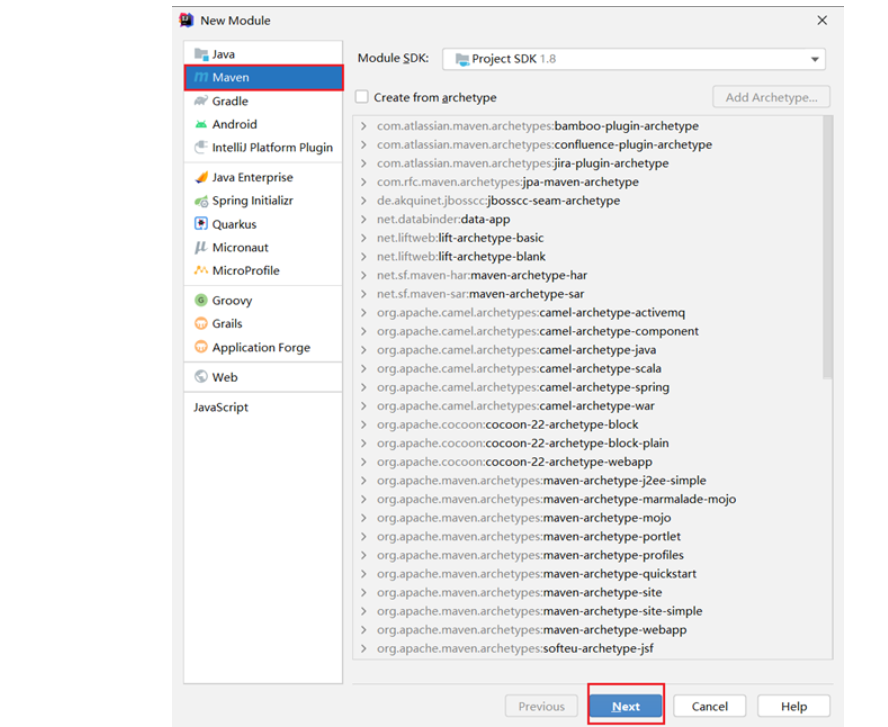 New Module
Java
Maven
Gradle
Android
IntelliJ Platform Plugin
Java Enterprise
Spring Initializr
Quarkus
Micronaut
MicroProfile
Groovy
Grails
Application Forge
Web
JavaScript
Module SDK: Project SDK 1.8
Create from archetype Add Archetype...
com.atlassian.maven.archetypes:bamboo-plugin-archetype
com.atlassian.maven.archetypes:confluence-plugin-archetype
com.atlassian.maven.archetypes:jira-plugin-archetype
com.rfc.maven.archetypes:jpa-maven-archetype
de.akquinet.jbosscc:jbosscc-seam-archetype
net.databinder:data-app
net.liftweb:lift-archetype-basic
net.liftweb:lift-archetype-blank
net.sf.maven-har:maven-archetype-har
net.sf.maven-sar:maven-archetype-sar
org.apache.camel.archetypes:camel-archetype-activemq
org.apache.camel.archetypes:camel-archetype-component
org.apache.camel.archetypes:camel-archetype-java
org.apache.camel.archetypes:camel-archetype-scala
org.apache.camel.archetypes:camel-archetype-spring
org.apache.camel.archetypes:camel-archetype-war
org.apache.cocoon:cocoon-22-archetype-block
org.apache.cocoon:cocoon-22-archetype-block-plain
org.apache.cocoon:cocoon-22-archetype-webapp
org.apache.maven.archetypes:maven-archetype-j2ee-simple
org.apache.maven.archetypes:maven-archetype-marmalade-mojo
org.apache.maven.archetypes:maven-archetype-mojo
org.apache.maven.archetypes:maven-archetype-portlet
org.apache.maven.archetypes:maven-archetype-profiles
org.apache.maven.archetypes:maven-archetype-quickstart
org.apache.maven.archetypes:maven-archetype-site
org.apache.maven.archetypes:maven-archetype-site-simple
org.apache.maven.archetypes:maven-archetype-webapp
org.apache.maven.archetypes:softeu-archetype-jsf
Previous Next Cancel Help